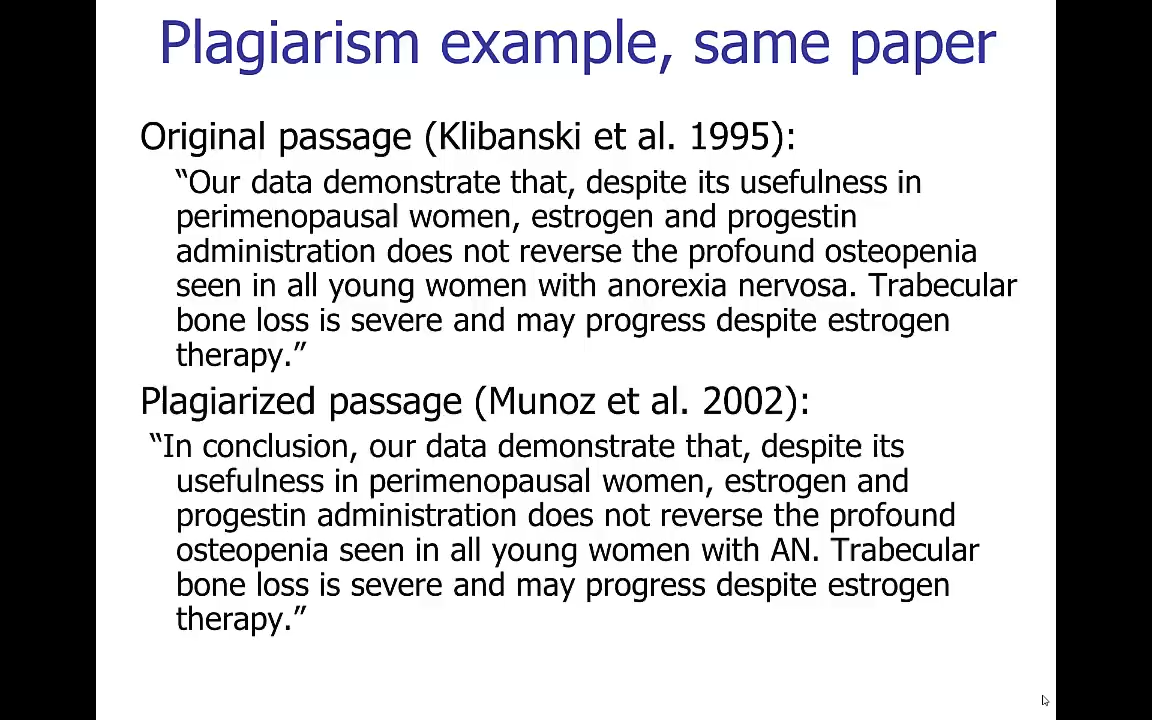 Plagiarism example, same paper
Original passage (Klibanski et al. 1995):
“Our data demonstrate that, despite its usefulness in
perimenopausal women, estrogen and progestin
administration does not reverse the profound osteopenia
seen in all young women with anorexia nervosa. Trabecular
bone loss is severe and may progress despite estrogen
therapy.”
Plagiarized passage (Munoz et al. 2002):
“In conclusion, our data demonstrate that, despite its
usefulness in perimenopausal women, estrogen and
progestin administration does not reverse the profound
osteopenia seen in all young women with AN. Trabecular
bone loss is severe and may progress despite estrogen
therapy.”